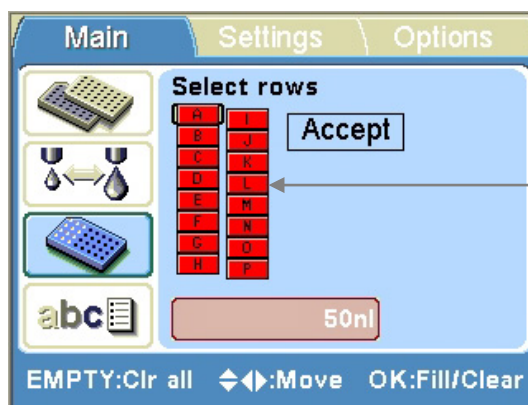 Main Settings Options
Select rows
A I
B J
C K
D L
E M
F N
G O
H P
Accept
abc
50nl
EMPTY:Clr all :Move OK:Fill/Clear